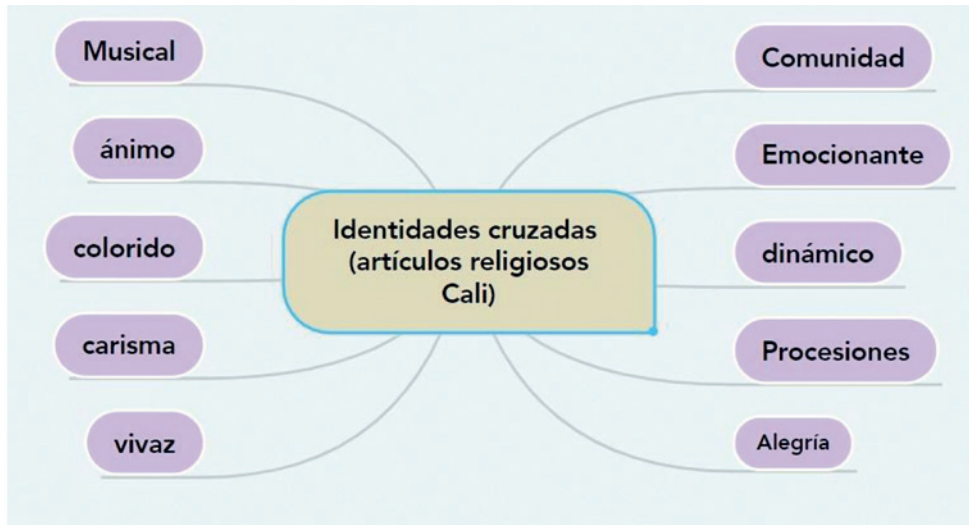 Musical
ánimo
colorido
carisma
vivaz
Identidades cruzadas
(artículos religiosos
Cali)
Comunidad
Emocionante
dinámico
Procesiones
Alegría